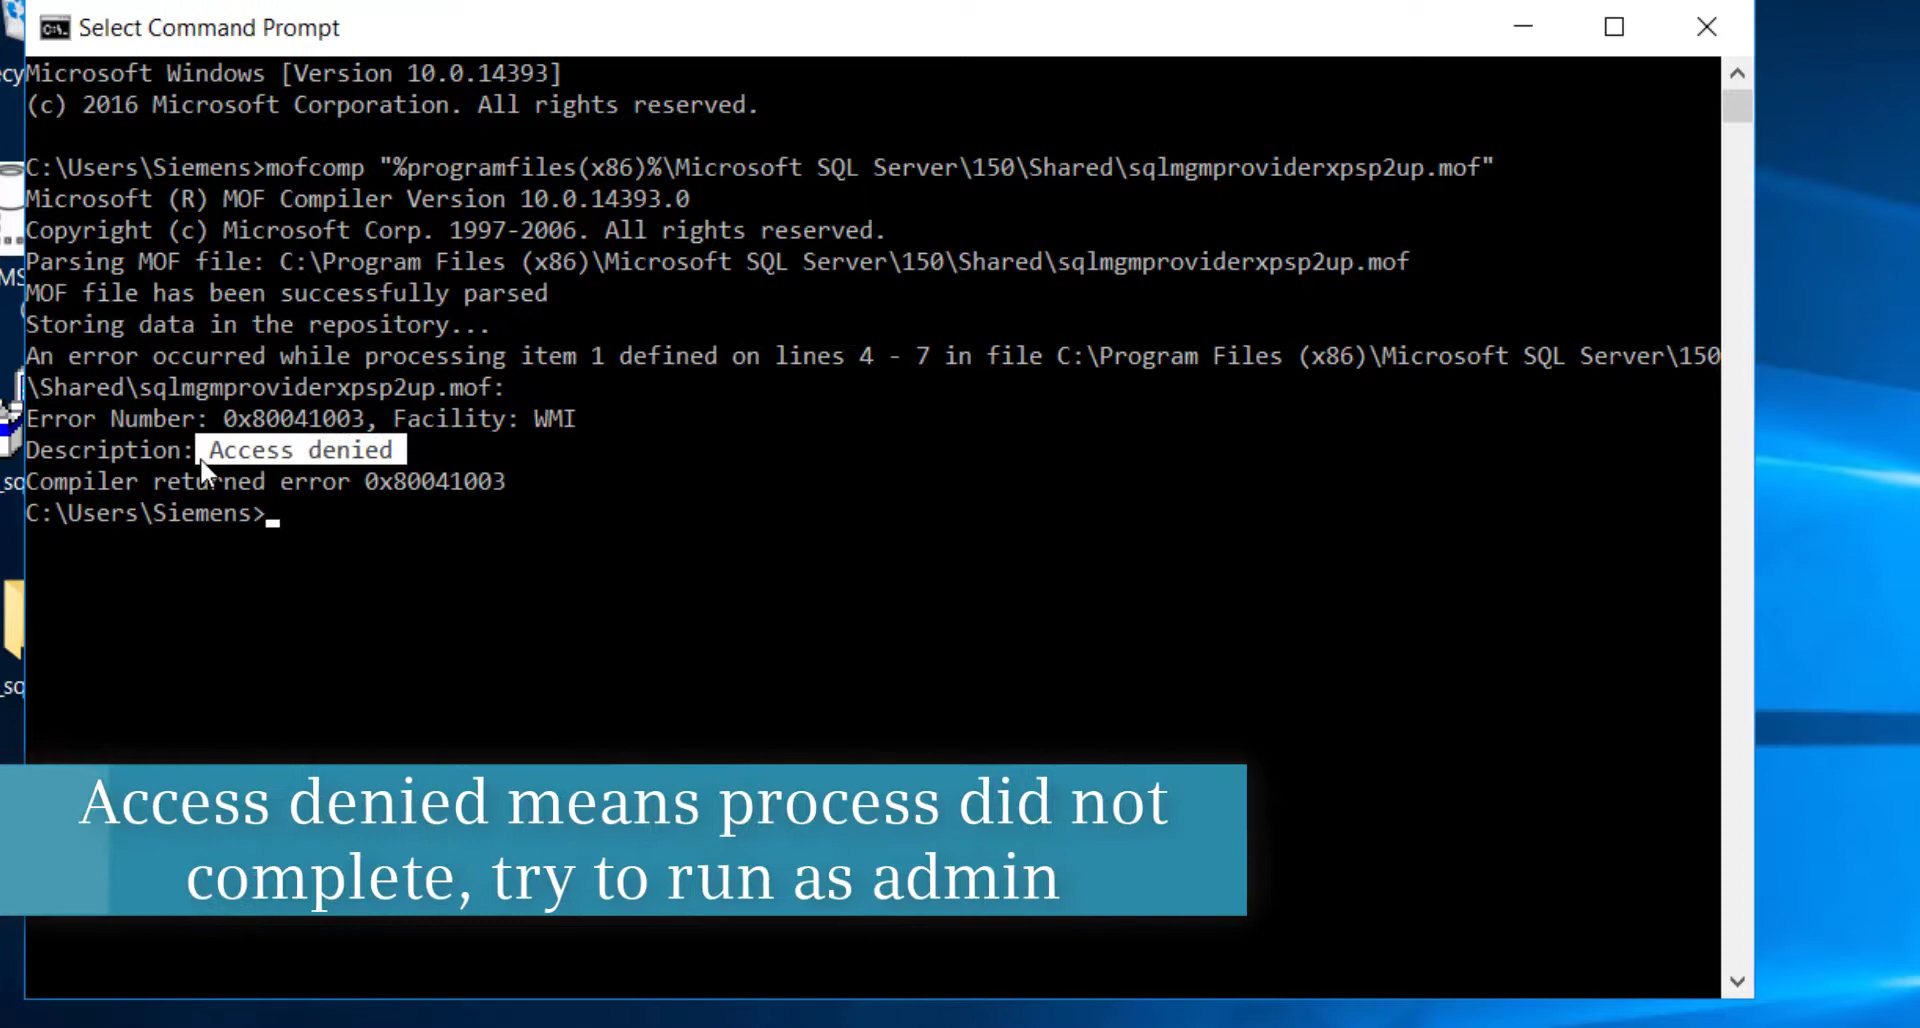 Select Command Prompt
Microsoft Windows [Version 10.0.14393]
(c) 2016 Microsoft Corporation. All rights reserved.
C:\Users\Siemens>mofcomp "%programfiles(x86)%\Microsoft SQL Server\150\Shared\sqlmgmproviderxpsp2up.mof"
Microsoft (R) MOF Compiler Version 10.0.14393.0
Copyright (c) Microsoft Corp. 1997-2006. All rights reserved.
Parsing MOF file: C:\Program Files (x86)\Microsoft SQL Server\150\Shared\sqlmgmproviderxpsp2up.mof
MOF file has been successfully parsed
Storing data in the repository...
An error occurred while processing item 1 defined on lines 4 - 7 in file C:\Program Files (x86)\Microsoft SQL Server\150
\Shared\sqlmgmproviderxpsp2up.mof:
Error Number: 0x80041003, Facility: WMI
Description: Access denied
Compiler returned error 0x80041003
C:\Users\Siemens>
Access denied means process did not
complete, try to run as admin